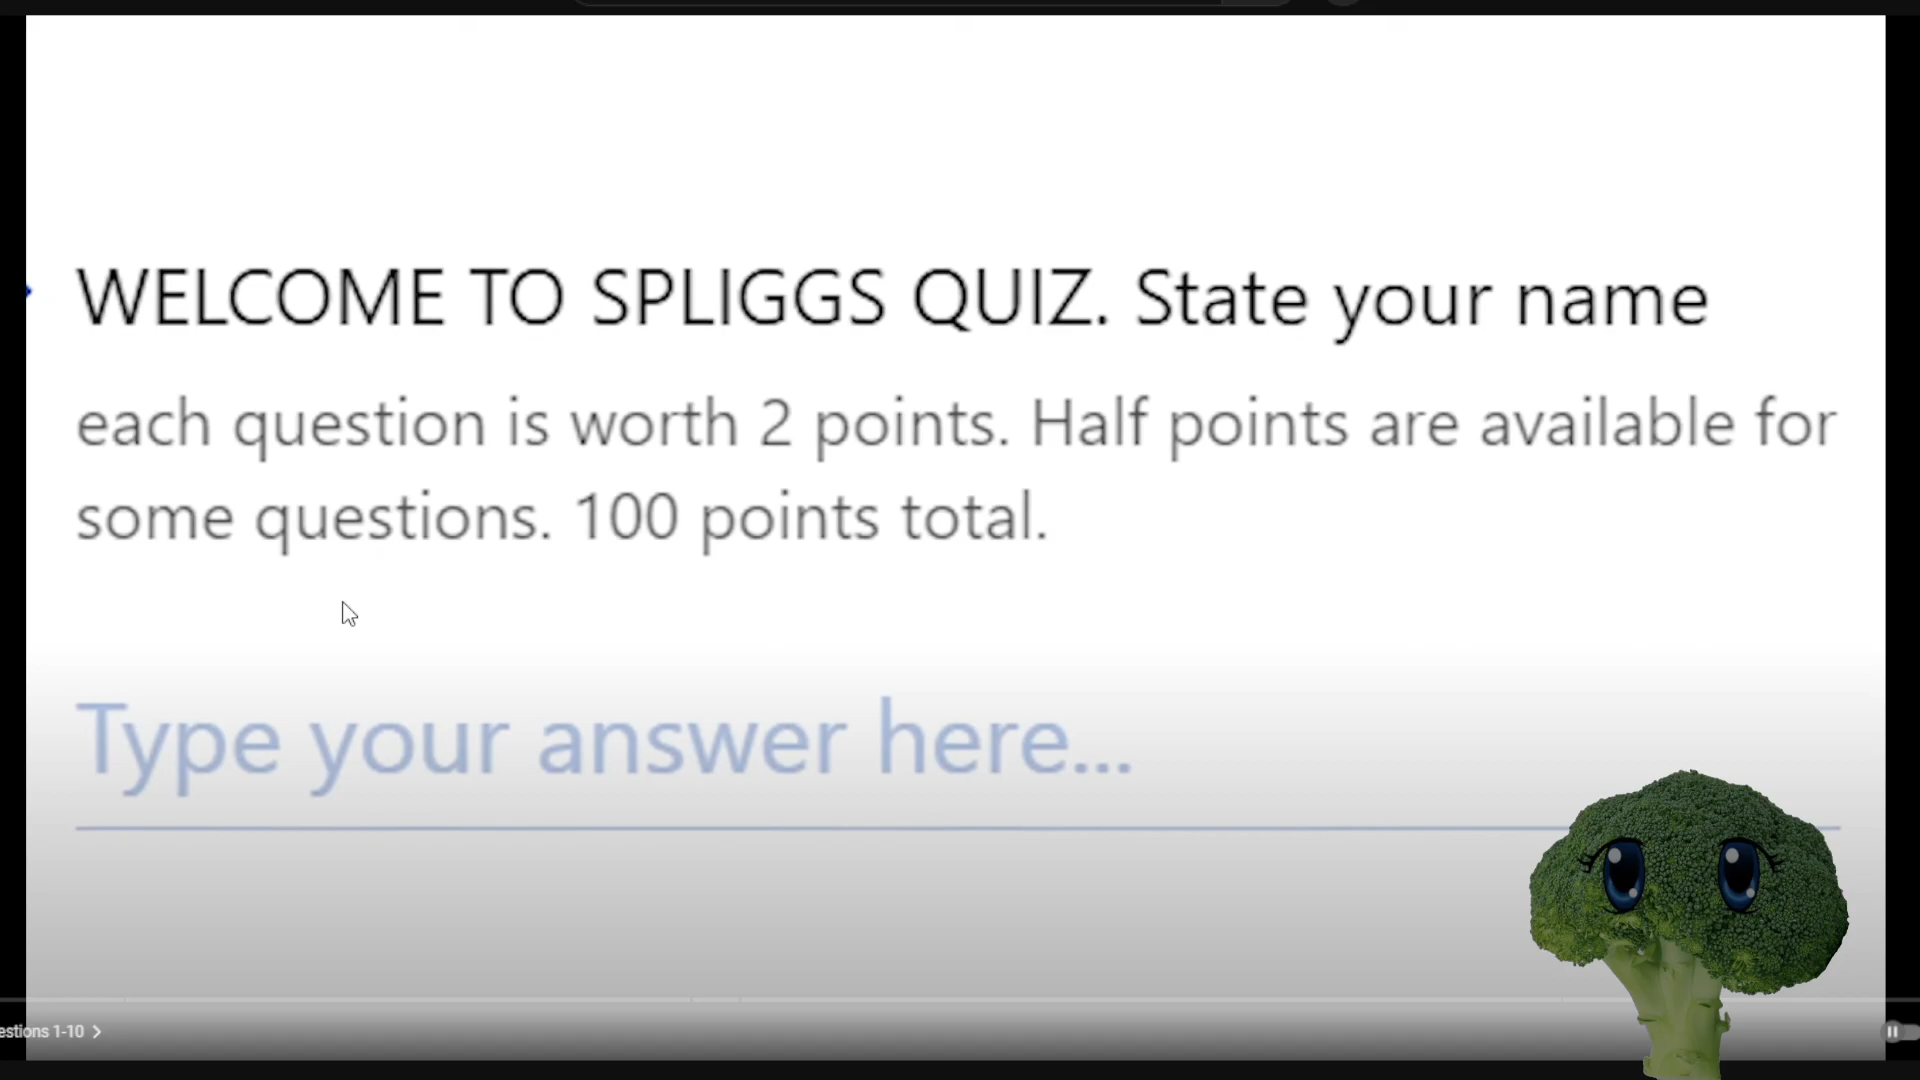 WELCOME TO SPLIGGS QUIZ. State your name
each question is worth 2 points. Half points are available for
some questions. 100 points total.
Type your answer here...
estions 1-10